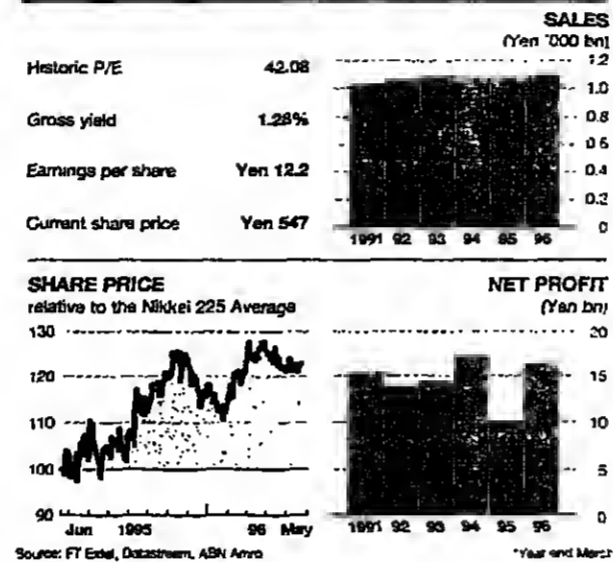 SALES
(Yen '000 bn)
Historic P/E 42.08
Gross yield 1.28%
Earnings per share Yen 12.2
Current share price Yen 547
1.2
1.0
0.8
0.6
0.4
0.2
0
1991 92 93 94 95 96
SHARE PRICE
relative to the Nikkei 225 Average
130
120
110
100
90
Jun 1995 96 May
NET PROFIT
(Yen bn)
20
15
10
5
0
1991 92 93 94 95 96
Source: FT Extel, Datastream, ABN Amro
*Year end March